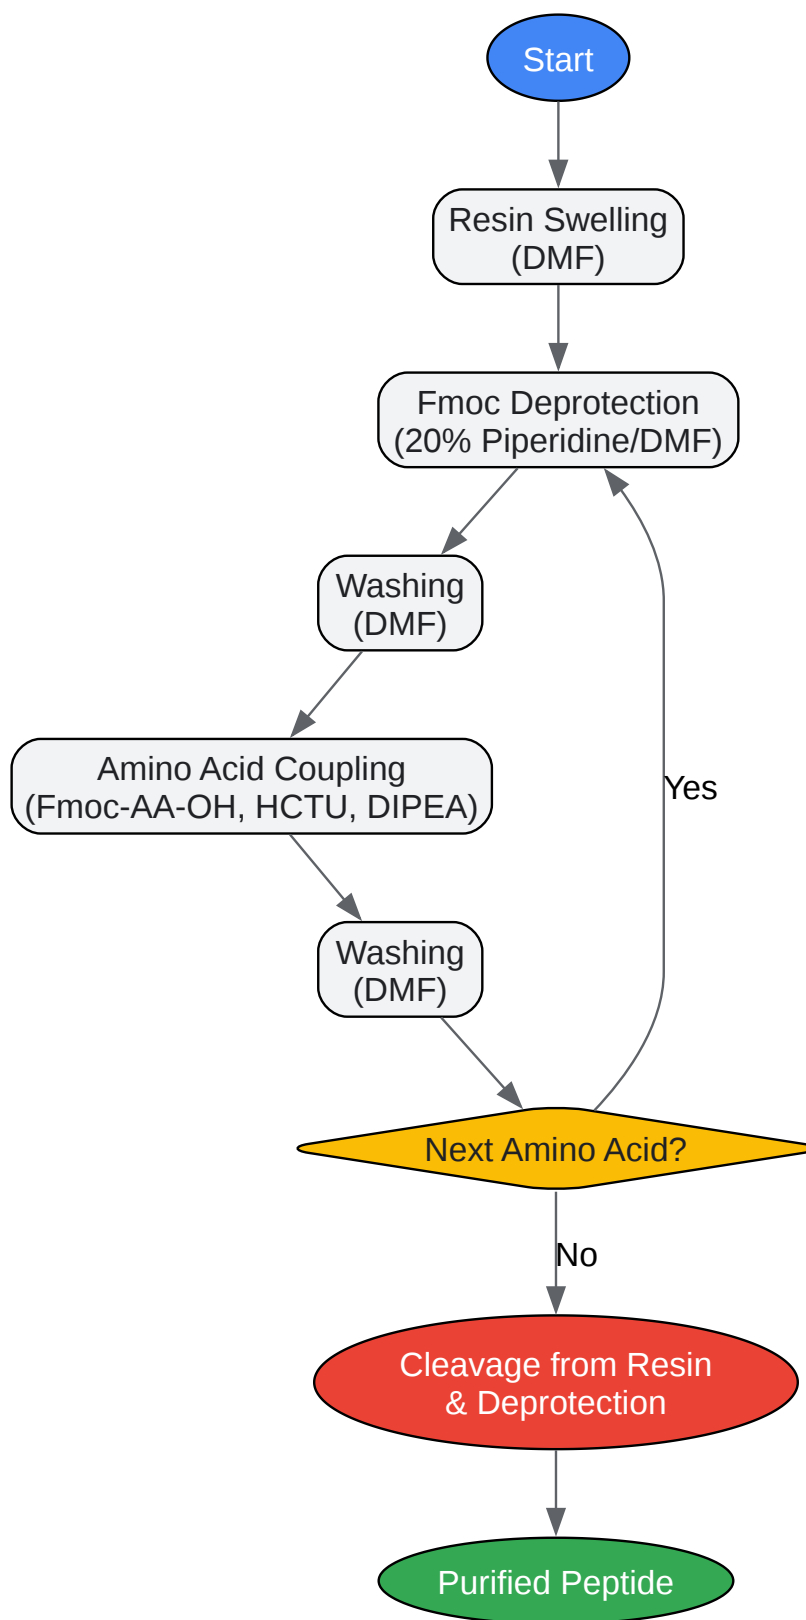 Start
Resin Swelling
(DMF)
Fmoc Deprotection
(20% Piperidine/DMF)
Washing
(DMF)
Amino Acid Coupling
(Fmoc-AA-OH, HCTU, DIPEA)
Yes
Washing
(DMF)
Next Amino Acid?
No
Cleavage from Resin
& Deprotection
Purified Peptide